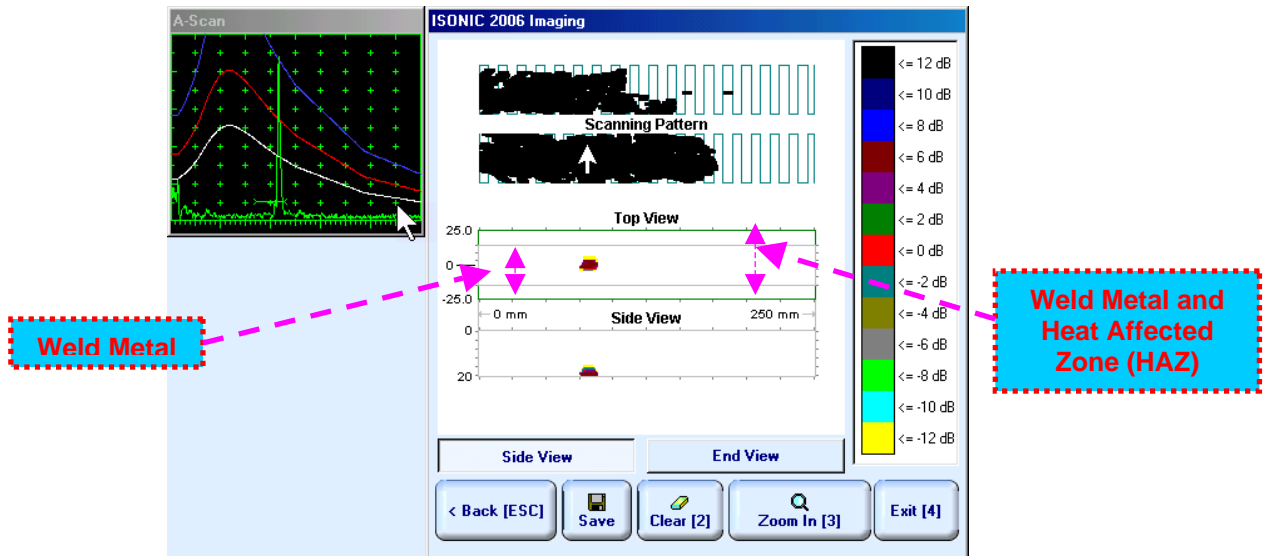 A-Scan
ISONIC 2006 Imaging
Scanning Pattern
Top View
25.0
0
-25.0
0 mm
Side View
250 mm
0
20
<= 12 dB
<= 10 dB
<= 8 dB
<= 6 dB
<= 4 dB
<= 2 dB
<= 0 dB
<= -2 dB
<= -4 dB
<= -6 dB
<= -8 dB
<= -10 dB
<= -12 dB
Weld Metal
Weld Metal and
Heat Affected
Zone (HAZ)
Side View
End View
< Back [ESC]
Save
Clear [2]
Zoom In [3]
Exit [4]